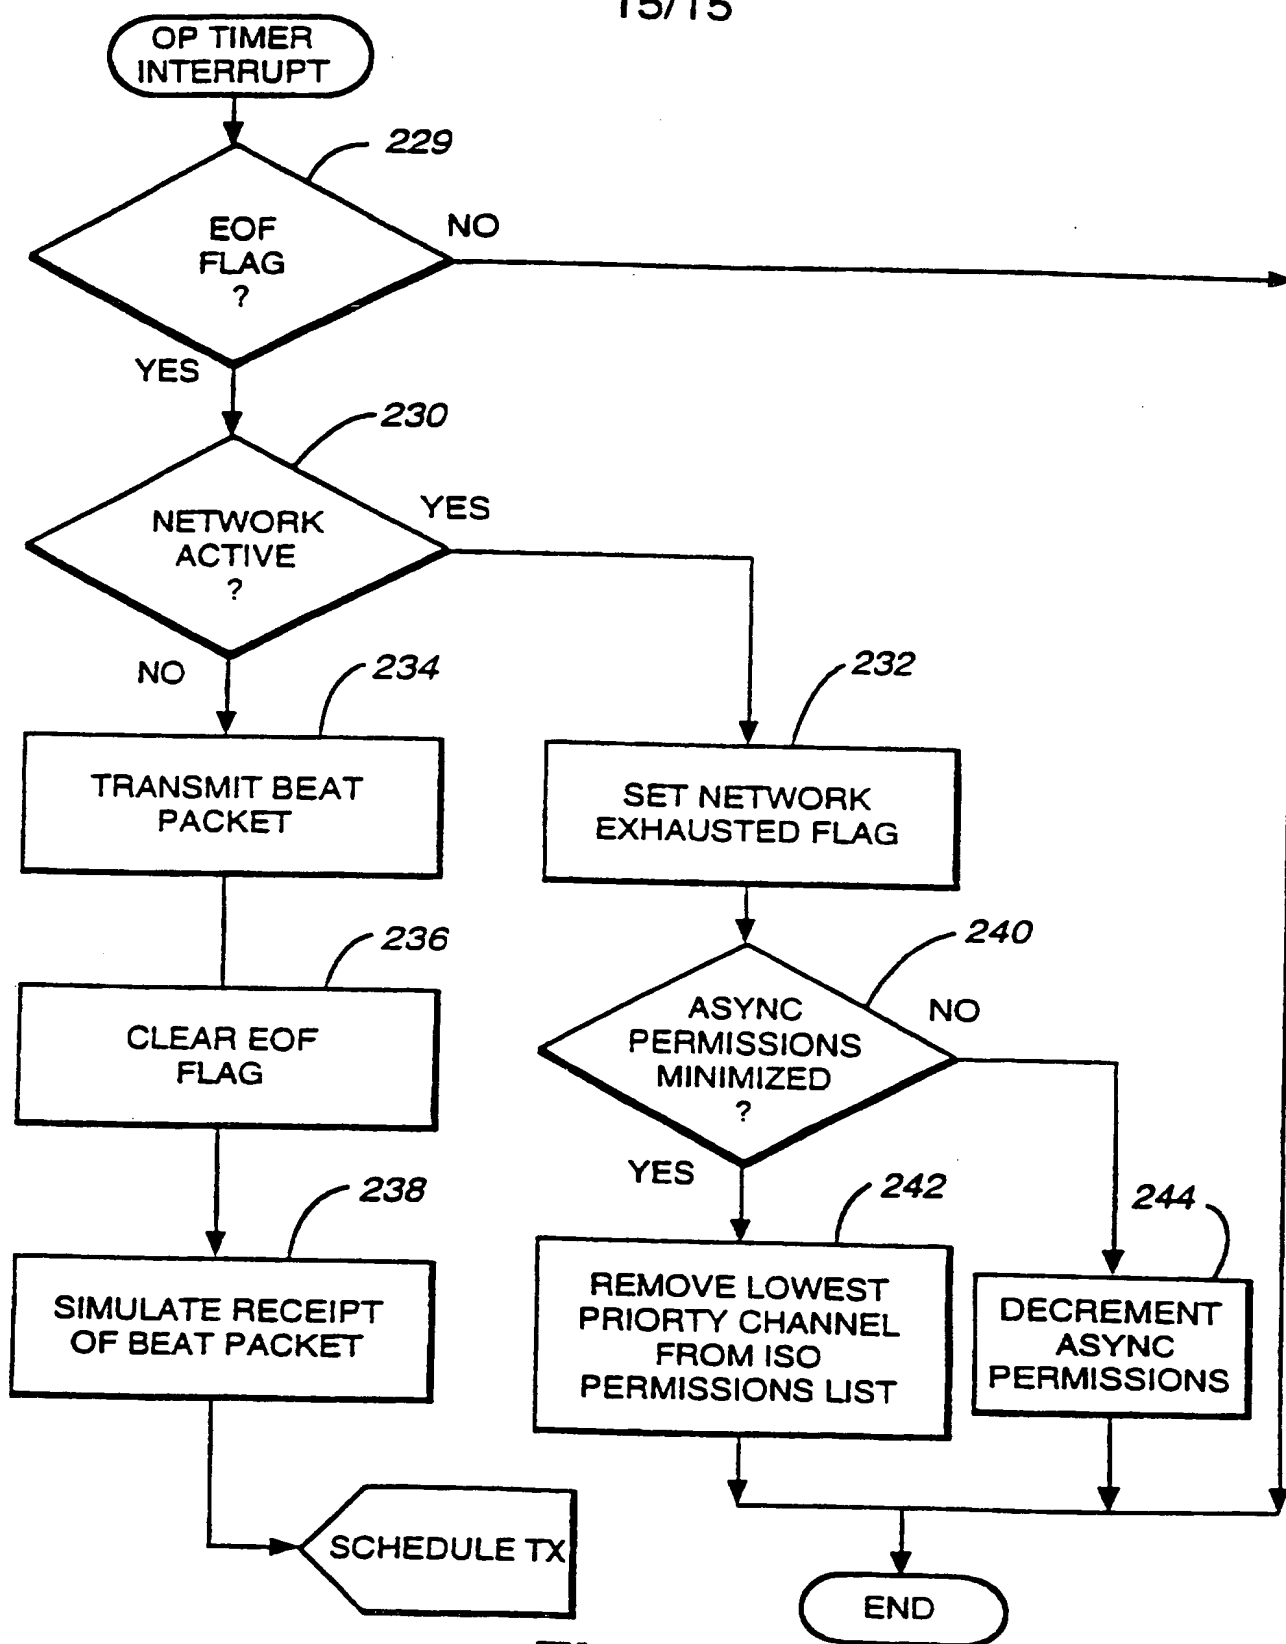 15/15
OP TIMER
INTERRUPT
229
EOF
FLAG
?
NO
YES
230
NETWORK
ACTIVE
?
YES
NO
234
232
TRANSMIT BEAT
PACKET
SET NETWORK
EXHAUSTED FLAG
236
240
CLEAR EOF
FLAG
ASYNC
PERMISSIONS
MINIMIZED
?
NO
YES
238
242
244
SIMULATE RECEIPT
OF BEAT PACKET
REMOVE LOWEST
PRIORTY CHANNEL
FROM ISO
PERMISSIONS LIST
DECREMENT
ASYNC
PERMISSIONS
SCHEDULE TX
END